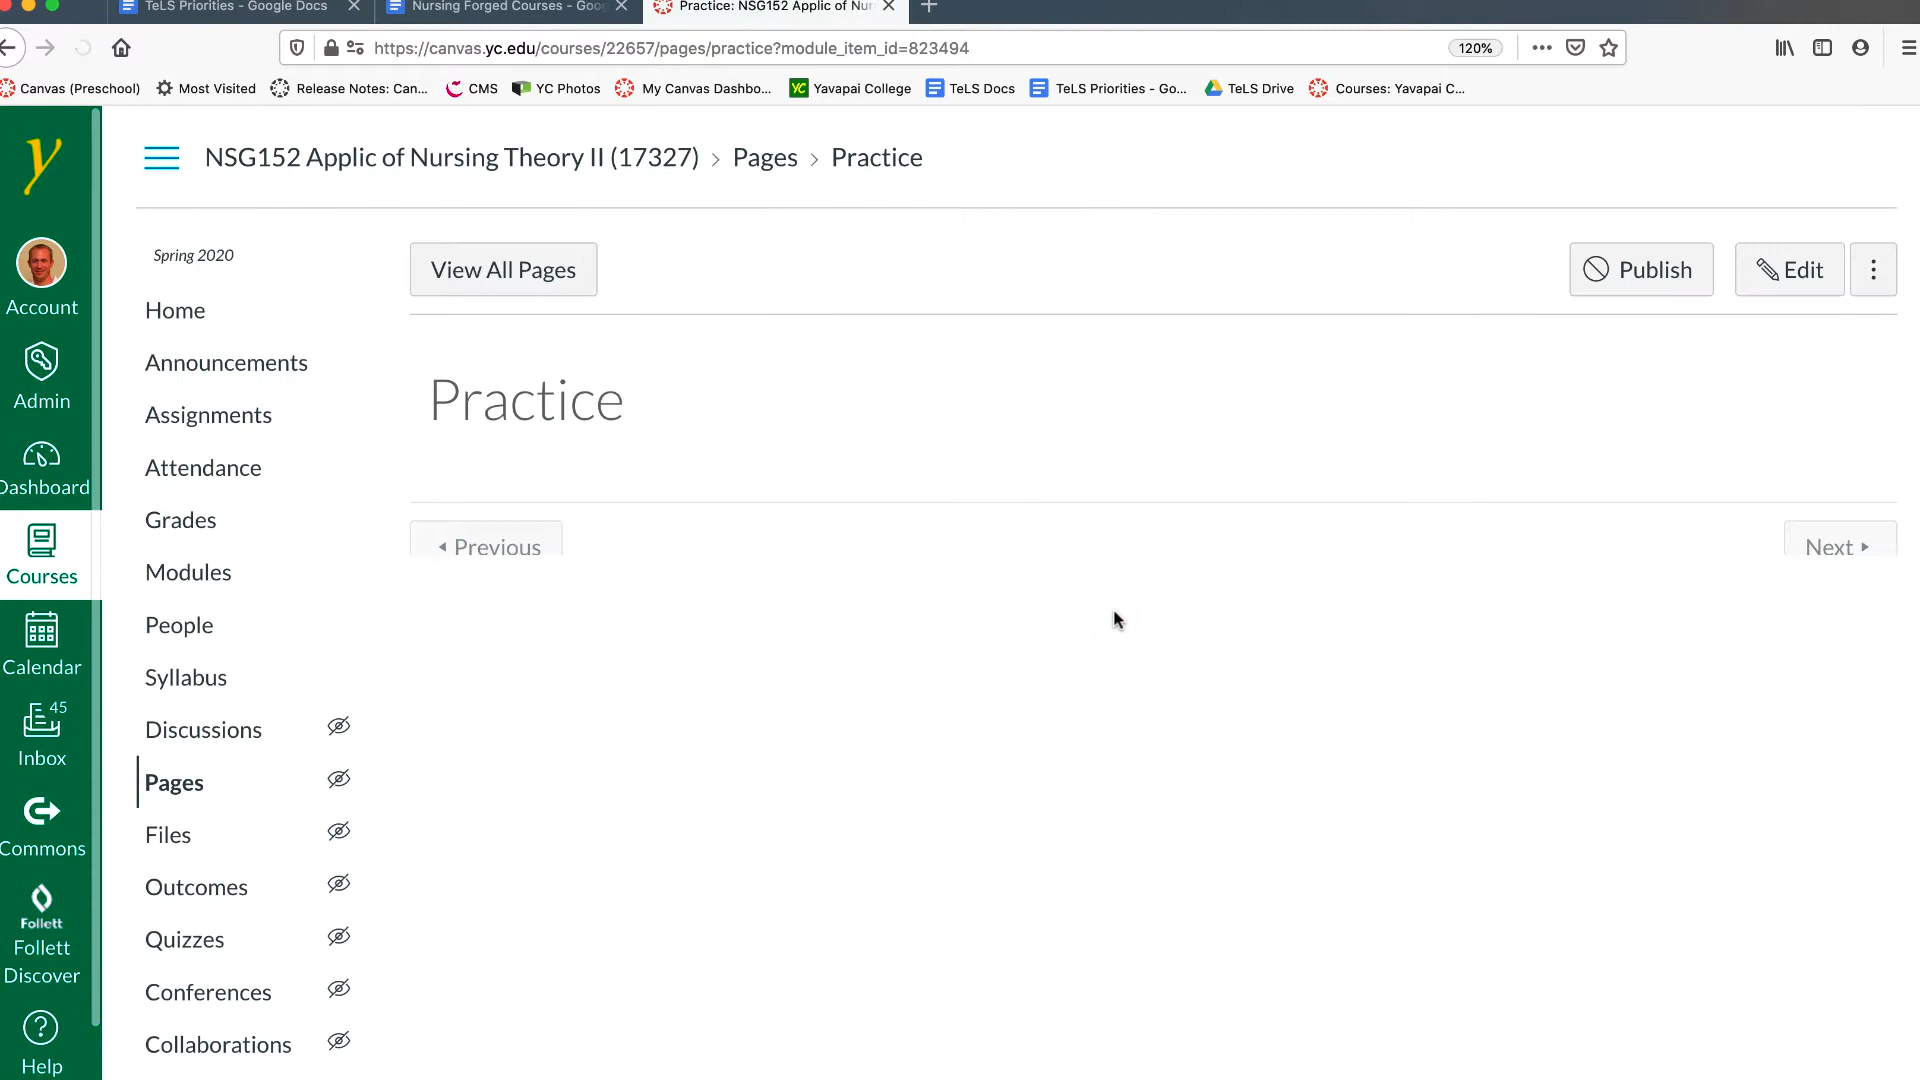 TeLS Priorities - Google Docs
Nursing Forged Courses - Goog
Practice: NSG152 Applic of Nur
https://canvas.yc.edu/courses/22657/pages/practice?module_item_id=823494
120%
Canvas (Preschool)
Most Visited
Release Notes: Can...
CMS
YC Photos
My Canvas Dashbo...
YC
Yavapai College
TeLS Docs
TeLS Priorities - Go...
TeLS Drive
Courses: Yavapai C...
y
Account
Admin
Dashboard
Courses
Calendar
45
Inbox
Commons
Follett
Follett
Discover
Help
NSG152 Applic of Nursing Theory II (17327) > Pages > Practice
Spring 2020
Home
Announcements
Assignments
Attendance
Grades
Modules
People
Syllabus
Discussions
Pages
Files
Outcomes
Quizzes
Conferences
Collaborations
View All Pages
Publish
Edit
Practice
Previous
Next